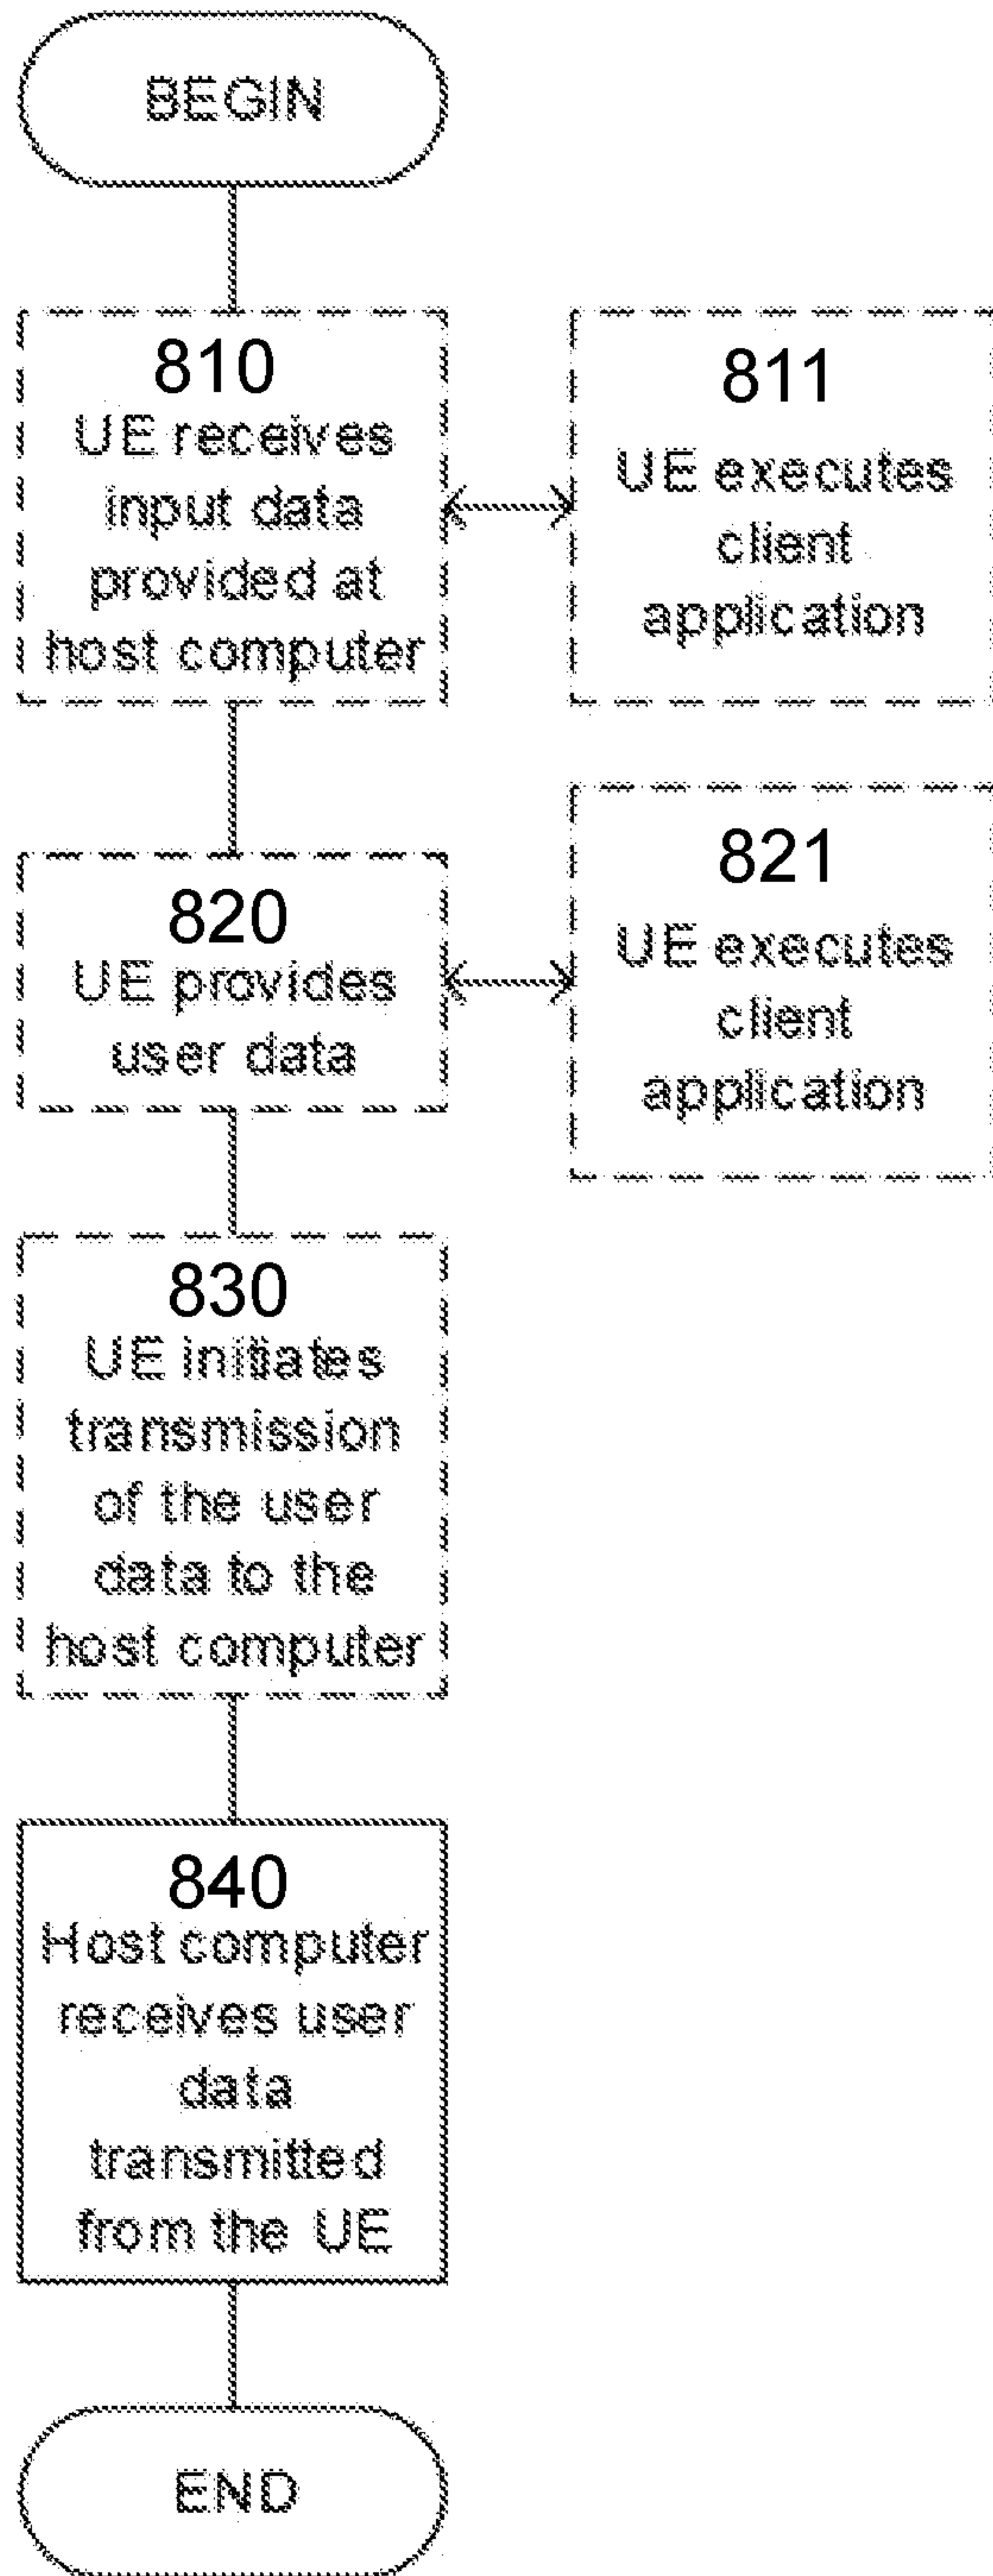 BEGIN
810
UE receives
input data
provided at
host computer
811
UE executes
client
application
820
UE provides
user data
821
UE executes
client
application
830
UE initiates
transmission
of the user
data to the
host computer
840
Host computer
receives user
data
transmitted
from the UE
END